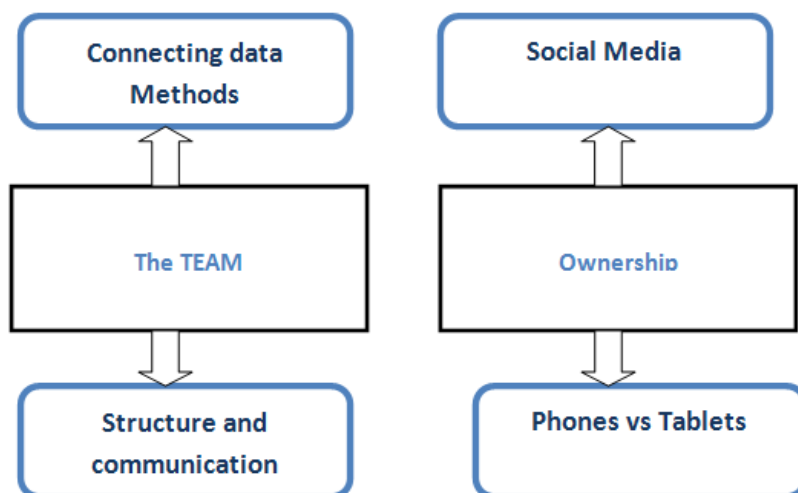 Connecting data
Methods
Social Media
The TEAM
Ownership
Structure and
communication
Phones vs Tablets